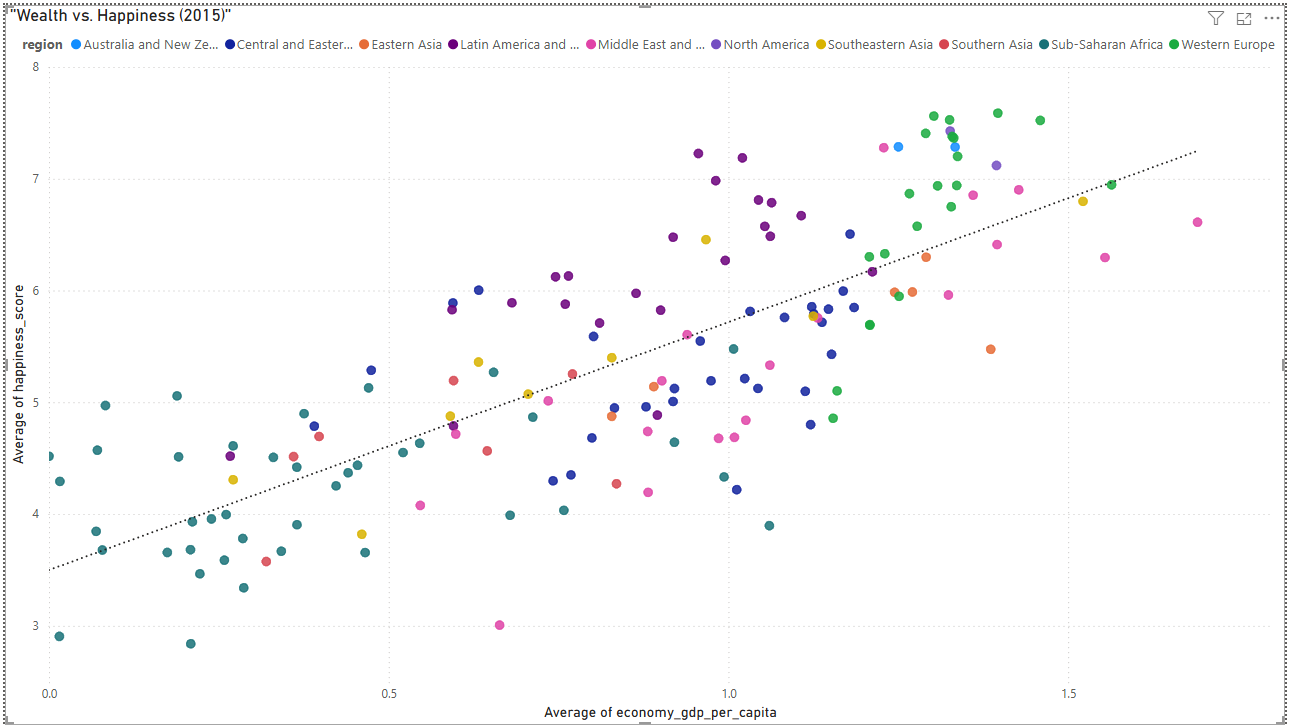 "Wealth vs. Happiness (2015)"
region Australia and New Ze... Central and Easter... Eastern Asia Latin America and ... Middle East and ... North America Southeastern Asia Southern Asia Sub-Saharan Africa Western Europe
8
7
6
5
4
3
Average of happiness_score
0.0 0.5 1.0 1.5
Average of economy_gdp_per_capita